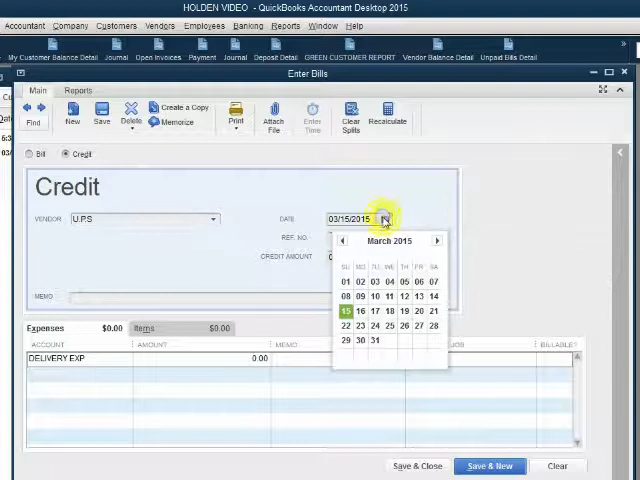 HOLDEN VIDEO - QuickBooks Accountant Desktop 2015
Accountant Company Customers Vendors Employees Banking Reports Window Help
My Customer Balance Detail Journal Open Invoices Payment Journal Deposit Detail GREEN CUSTOMER REPORT Vendor Balance Detail Unpaid Bills Detail
Enter Bills
Main Reports
Find New Save Delete Create a Copy Memorize Print Attach File Enter Time Clear Splits Recalculate
Bill Credit
Credit
VENDOR U.P.S DATE 03/15/2015
REF. NO.
CREDIT AMOUNT 0
MEMO
March 2015
SU MO TU WE TH FR SA
01 02 03 04 05 06 07
08 09 10 11 12 13 14
15 16 17 18 19 20 21
22 23 24 25 26 27 28
29 30 31
Expenses $0.00 Items $0.00
ACCOUNT AMOUNT MEMO JOB BILLABLE?
DELIVERY EXP 0.00
Save & Close Save & New Clear